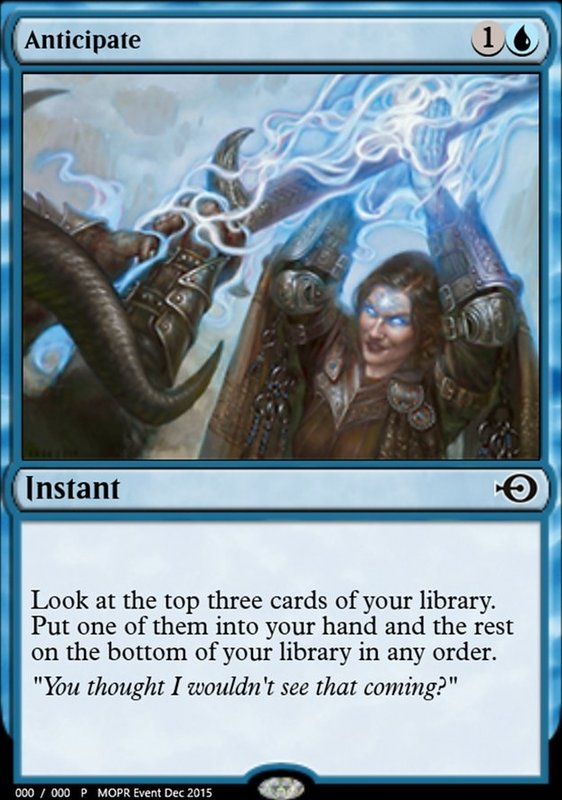 Anticipate
1
Instant
Look at the top three cards of your library.
Put one of them into your hand and the rest
on the bottom of your library in any order.
"You thought I wouldn't see that coming?"
000 / 000 P MOPR Event Dec 2015